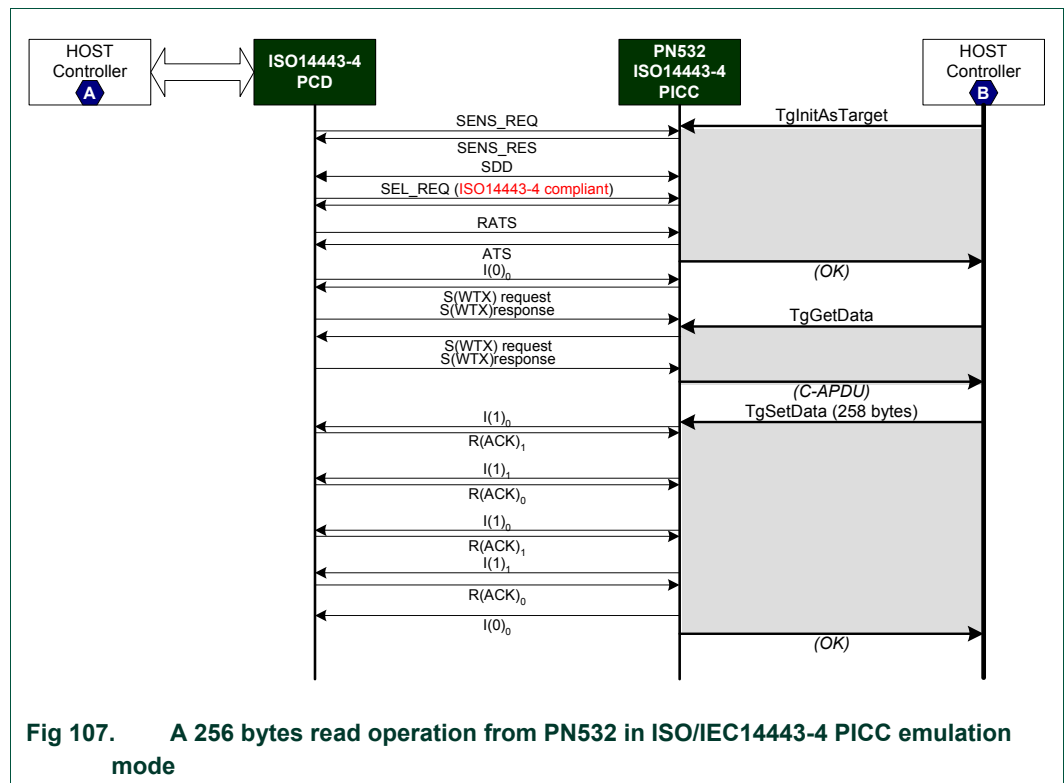 HOST
Controller
A
ISO14443-4
PCD
PN532
ISO14443-4
PICC
HOST
Controller
B
SENS_REQ
TgInitAsTarget
SENS_RES
SDD
SEL_REQ (ISO14443-4 compliant)
RATS
ATS
I(0)0
(OK)
S(WTX) request
S(WTX)response
TgGetData
S(WTX) request
S(WTX)response
(C-APDU)
TgSetData (258 bytes)
I(1)0
R(ACK)1
I(1)1
R(ACK)0
I(1)0
R(ACK)1
I(1)1
R(ACK)0
I(0)0
(OK)
Fig 107. A 256 bytes read operation from PN532 in ISO/IEC14443-4 PICC emulation
mode